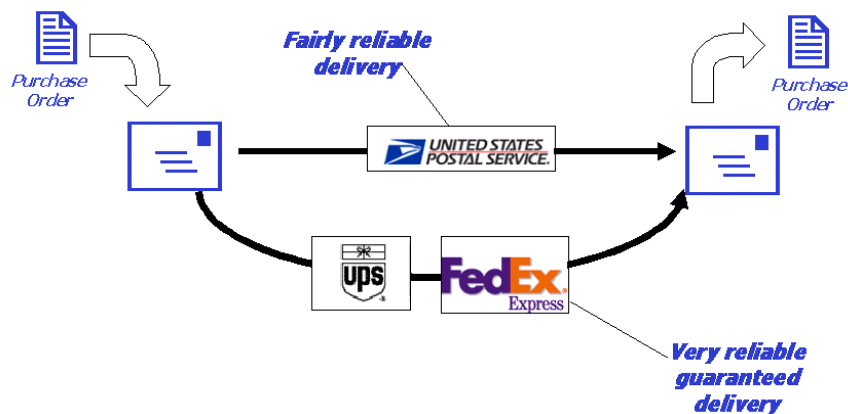 Fairly reliable
delivery
Purchase
Order
Purchase
Order
UNITED STATES
POSTAL SERVICE.
ups
FedEx.
Express
Very reliable
guaranteed
delivery